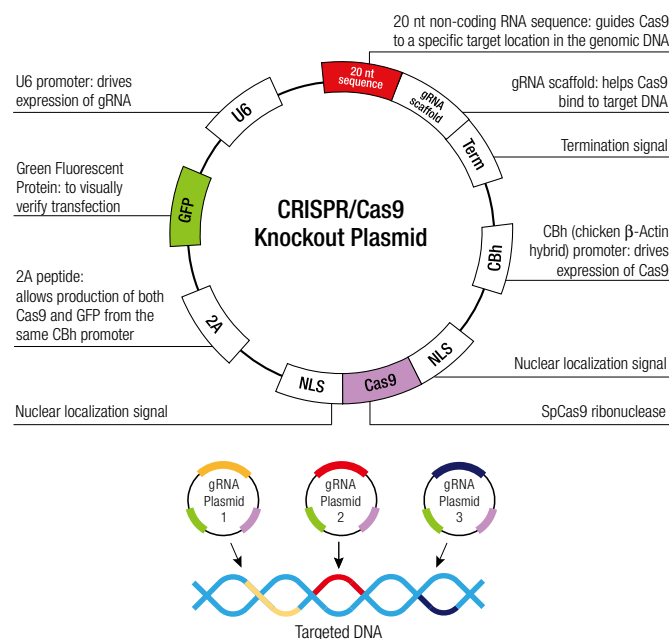 20 nt non-coding RNA sequence: guides Cas9
to a specific target location in the genomic DNA
U6 promoter: drives
expression of gRNA
gRNA scaffold: helps Cas9
bind to target DNA
Termination signal
Green Fluorescent
Protein: to visually
verify transfection
CBh (chicken β-Actin
hybrid) promoter: drives
expression of Cas9
2A peptide:
allows production of both
Cas9 and GFP from the
same CBh promoter
Nuclear localization signal
Nuclear localization signal
SpCas9 ribonuclease
20 nt
sequence
gRNA
scaffold
Term
CBh
NLS
Cas9
NLS
2A
GFP
U6
CRISPR/Cas9
Knockout Plasmid
gRNA
Plasmid
1
gRNA
Plasmid
2
gRNA
Plasmid
3
Targeted DNA